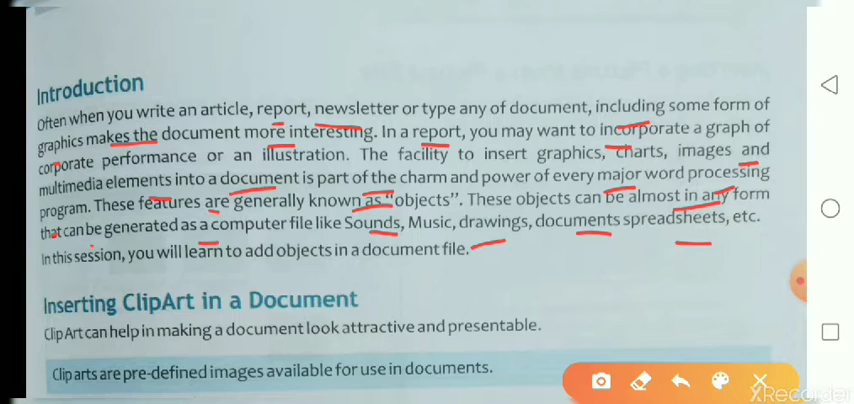 Introduction
Often when you write an article, report, newsletter or type any of document, including some form of
graphics makes the document more interesting. In a report, you may want to incorporate a graph of
corporate performance or an illustration. The facility to insert graphics, charts, images and
multimedia elements into a document is part of the charm and power of every major word processing
program. These features are generally known as "objects". These objects can be almost in any form
that can be generated as a computer file like Sounds, Music, drawings, documents spreadsheets, etc.
In this session, you will learn to add objects in a document file.
Inserting ClipArt in a Document
Clip Art can help in making a document look attractive and presentable.
Clip arts are pre-defined images available for use in documents.
XRecorder